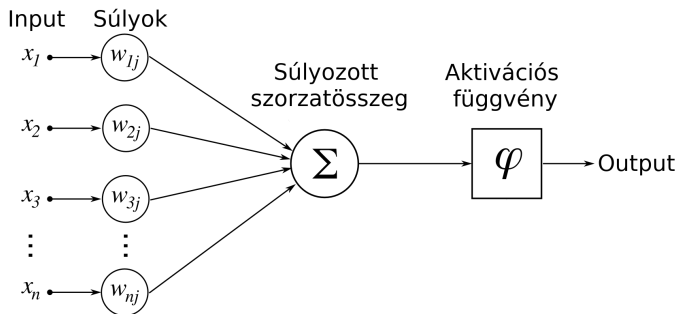 Input
Súlyok
x1
w1j
x2
w2j
x3
w3j
⋮
⋮
xn
wnj
Súlyozott
szorzatösszeg
Σ
Aktivációs
függvény
φ
Output